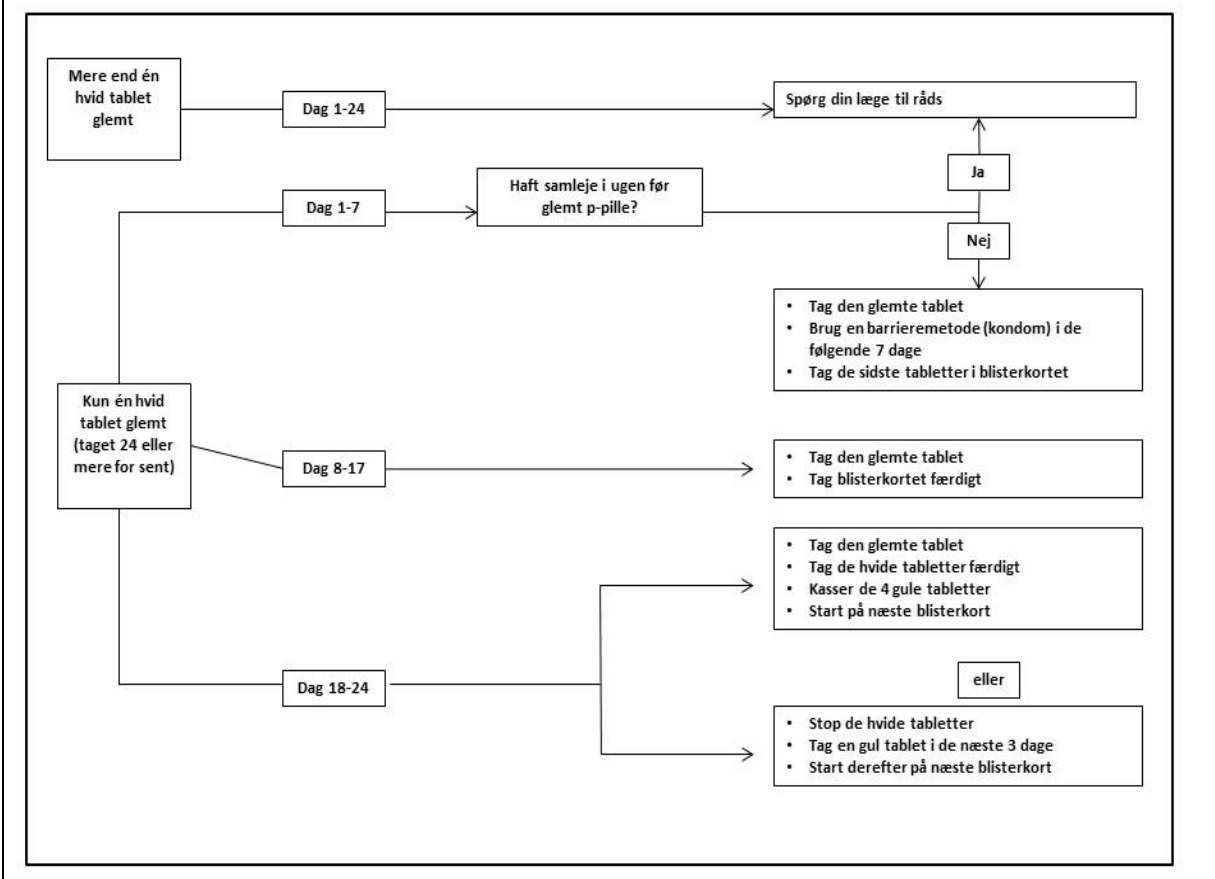 Mere end én
hvid tablet
glemt
Dag 1-24
Spørg din læge til råds
Ja
Dag 1-7
Haft samleje i ugen før
glemt p-pille?
Nej
• Tag den glemte tablet
• Brug en barrieremetode (kondom) i de
følgende 7 dage
• Tag de sidste tabletter i blisterkortet
Kun én hvid
tablet glemt
(taget 24 eller
mere for sent)
Dag 8-17
• Tag den glemte tablet
• Tag blisterkortet færdigt
• Tag den glemte tablet
• Tag de hvide tabletter færdigt
• Kasser de 4 gule tabletter
• Start på næste blisterkort
Dag 18-24
eller
• Stop de hvide tabletter
• Tag en gul tablet i de næste 3 dage
• Start derefter på næste blisterkort